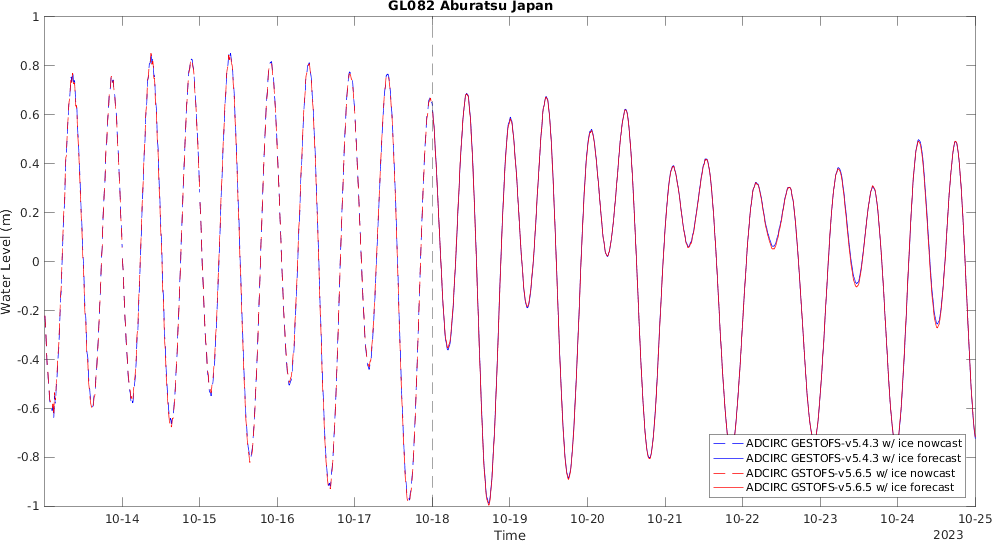 GL082 Aburatsu Japan
1
0.8
0.6
0.4
0.2
0
-0.2
-0.4
-0.6
-0.8
-1
Water Level (m)
ADCIRC GESTOFS-v5.4.3 w/ ice nowcast
ADCIRC GESTOFS-v5.4.3 w/ ice forecast
ADCIRC GSTOFS-v5.6.5 w/ ice nowcast
ADCIRC GSTOFS-v5.6.5 w/ ice forecast
10-14 10-15 10-16 10-17 10-18 10-19 10-20 10-21 10-22 10-23 10-24 10-25
Time
2023